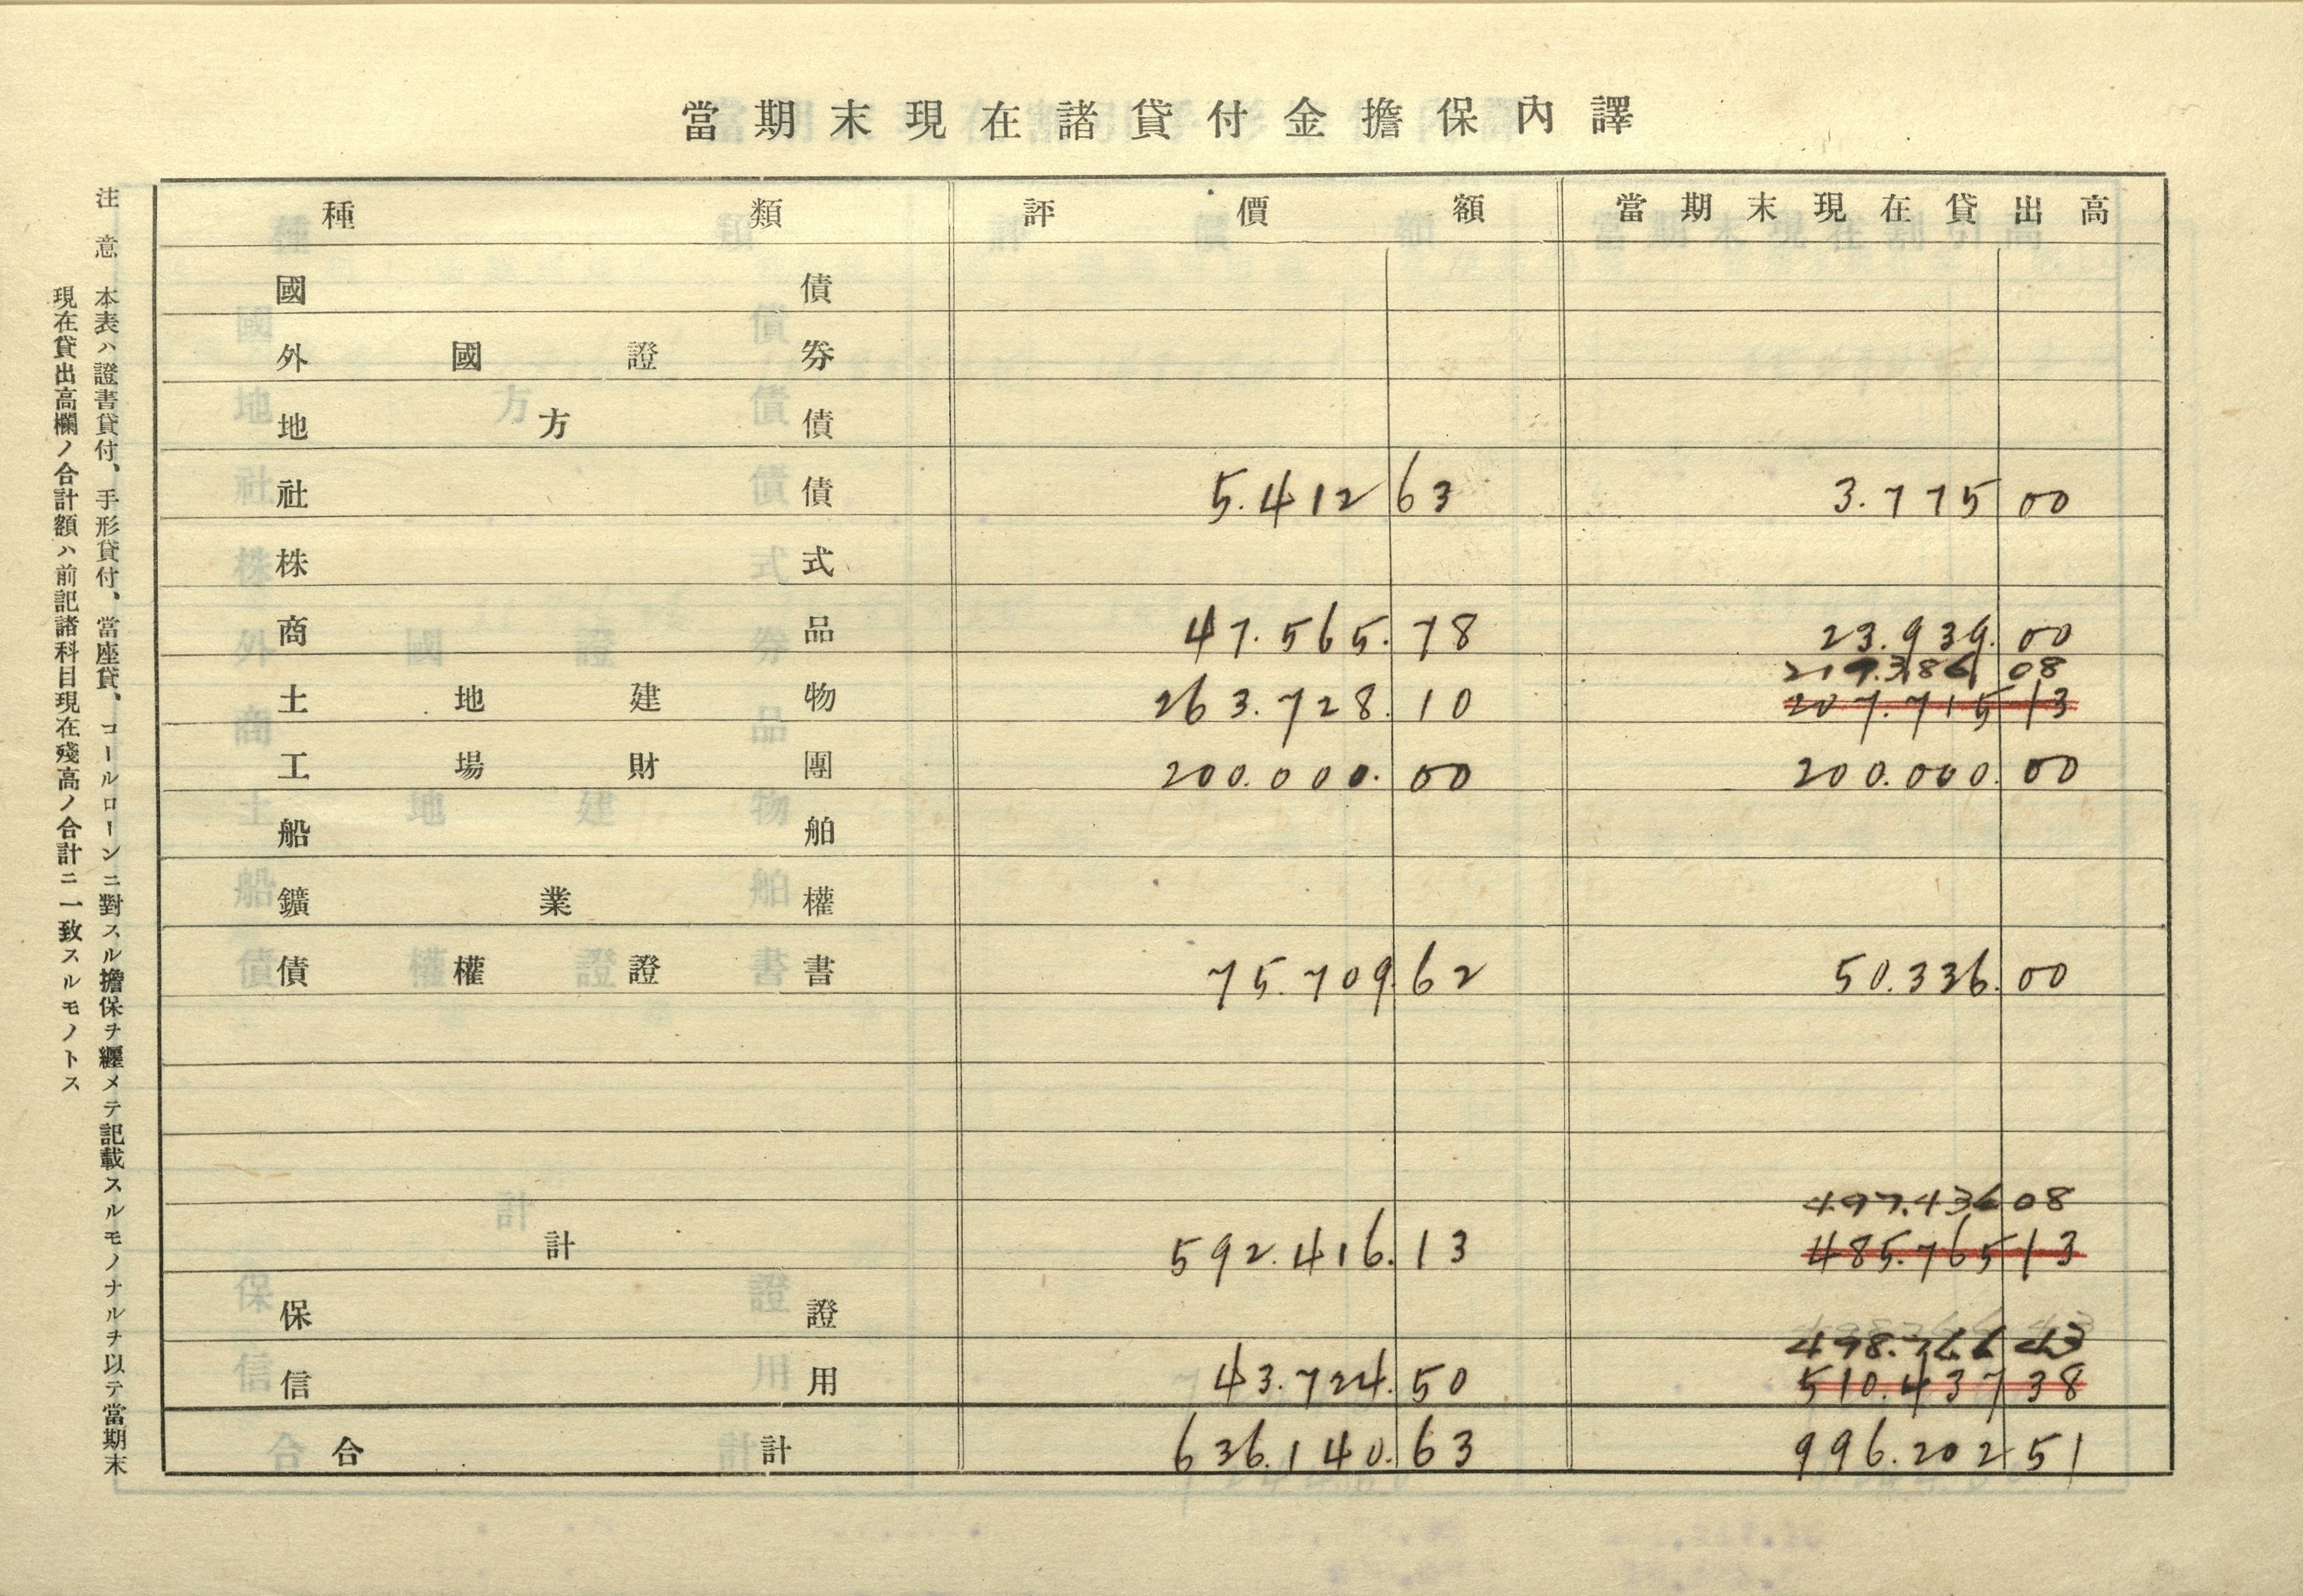 當期末現在諸貸付金擔保內譯
種類 評價額 當期末現在貸出高
國債
外國證券
地方債
社債 5.412 63 3.775 00
株式
商品 47.565.78 23.939.00
219.386 08
土地建物 263.728.10 207.715 13
工場財團 200.000.00 200.000.00
船舶
鑛業權
債權證書 75.709.62 50.336.00
497.436 08
計 592.416.13 485.765 13
保證
498.766 43
信用 43.724.50 510.437 38
合計 636.140.63 996.202 51
注意 本表ハ證書貸付、手形貸付、當座貸、コールローンニ對スル擔保ヲ纒メテ記載スルモノナルヲ以テ當期末
現在貸出高欄ノ合計額ハ前記諸科目現在殘高ノ合計ニ一致スルモノトス